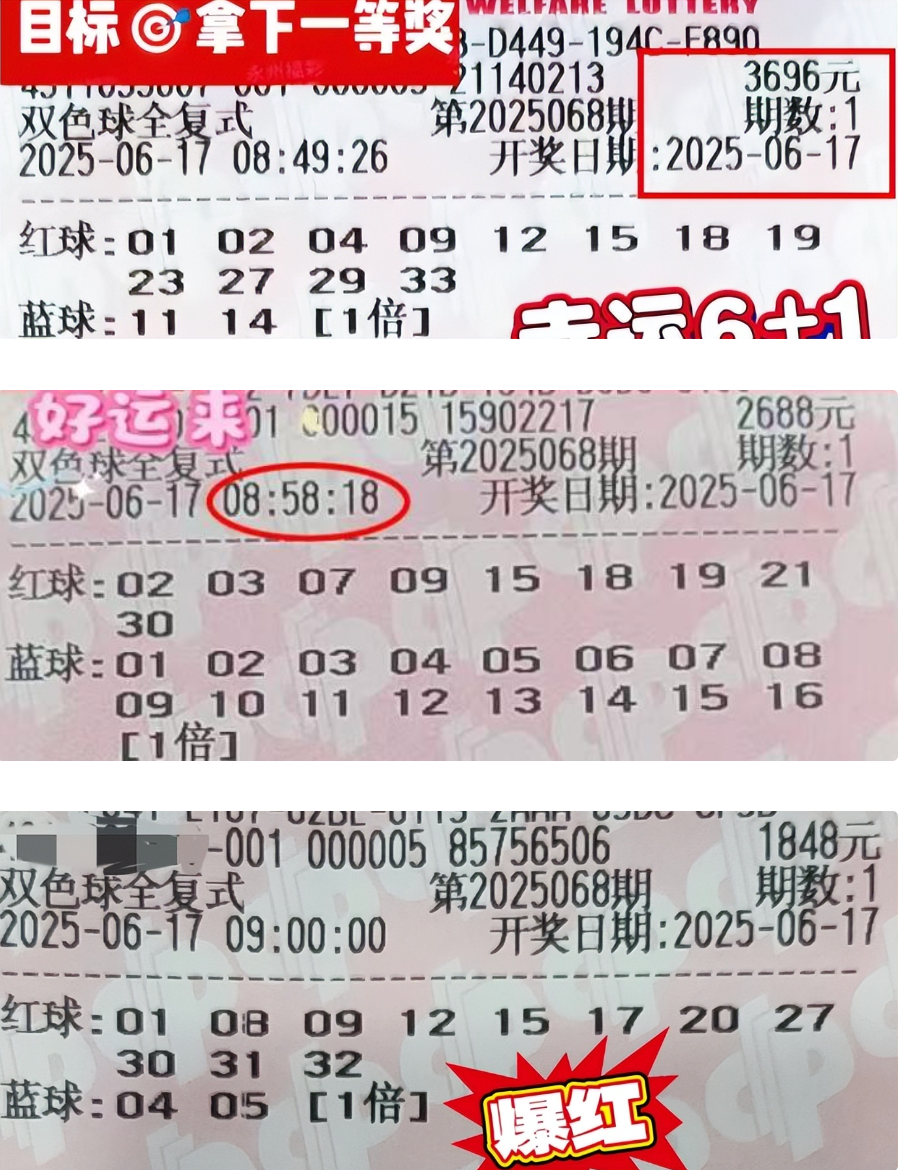 目标🎯拿下一等奖
WELFARE LOTTERY
-D449-194C-F890
永州福彩
21140213 3696元
双色球全复式 第2025068期 期数:1
2025-06-17 08:49:26 开奖日期:2025-06-17
红球:01 02 04 09 12 15 18 19
23 27 29 33
蓝球:11 14 [1倍]
幸运6+1
好运来
01 000015 15902217 2688元
双色球全复式 第2025068期 期数:1
2025-06-17 08:58:18 开奖日期:2025-06-17
红球:02 03 07 09 15 18 19 21
30
蓝球:01 02 03 04 05 06 07 08
09 10 11 12 13 14 15 16
[1倍]
-001 000005 85756506 1848元
双色球全复式 第2025068期 期数:1
2025-06-17 09:00:00 开奖日期:2025-06-17
红球:01 08 09 12 15 17 20 27
30 31 32
蓝球:04 05 [1倍]
爆红